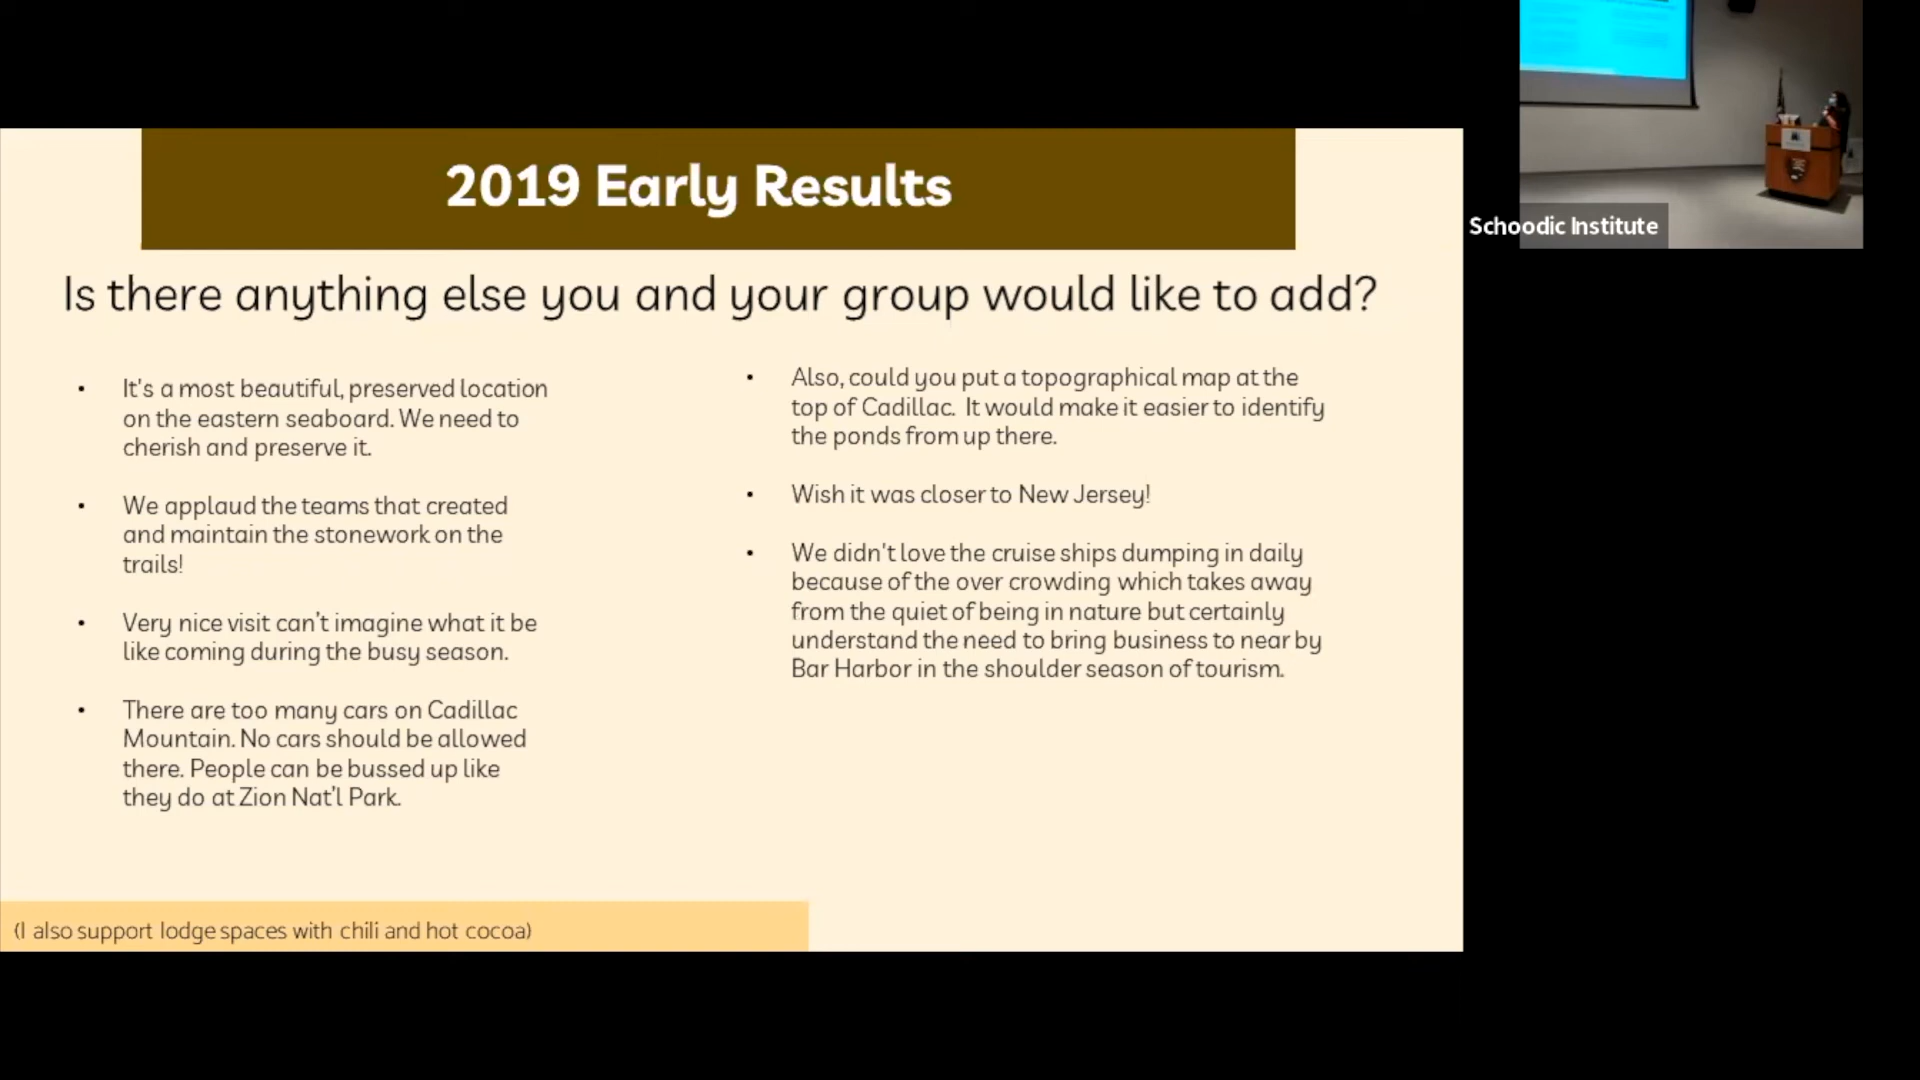 2019 Early Results
Is there anything else you and your group would like to add?
• It's a most beautiful, preserved location
on the eastern seaboard. We need to
cherish and preserve it.
• We applaud the teams that created
and maintain the stonework on the
trails!
• Very nice visit can't imagine what it be
like coming during the busy season.
• There are too many cars on Cadillac
Mountain. No cars should be allowed
there. People can be bussed up like
they do at Zion Nat'l Park.
• Also, could you put a topographical map at the
top of Cadillac. It would make it easier to identify
the ponds from up there.
• Wish it was closer to New Jersey!
• We didn't love the cruise ships dumping in daily
because of the over crowding which takes away
from the quiet of being in nature but certainly
understand the need to bring business to near by
Bar Harbor in the shoulder season of tourism.
(I also support lodge spaces with chili and hot cocoa)
Schoodic Institute